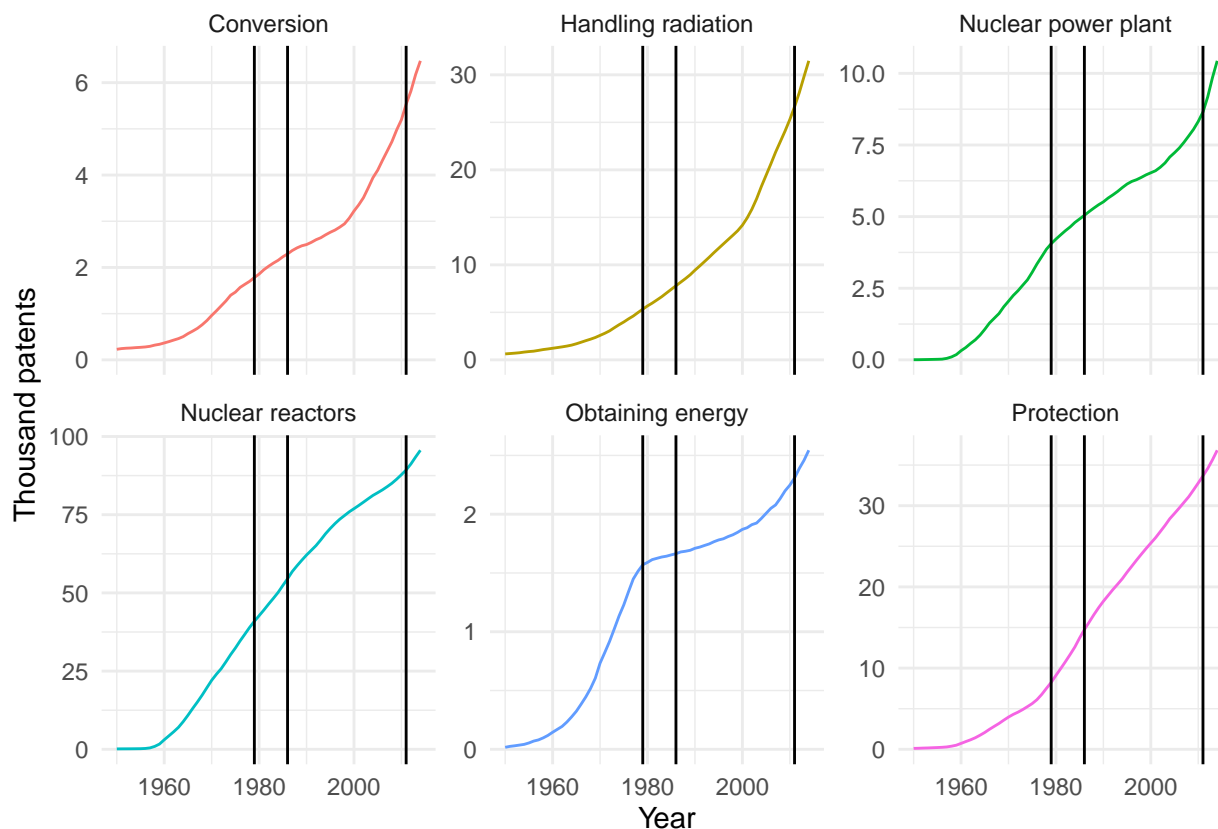 Conversion
Handling radiation
Nuclear power plant
6
4
2
0
30
20
10
0
10.0
7.5
5.0
2.5
0.0
Thousand patents
Nuclear reactors
Obtaining energy
Protection
100
75
50
25
0
2
1
0
30
20
10
0
1960 1980 2000
1960 1980 2000
1960 1980 2000
Year